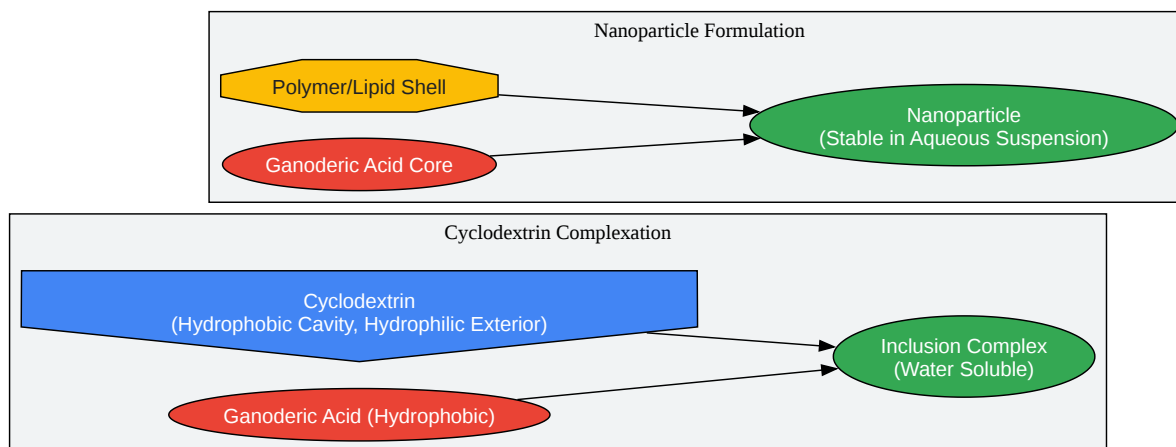 Nanoparticle Formulation
Polymer/Lipid Shell
Ganoderic Acid Core
Nanoparticle
(Stable in Aqueous Suspension)
Cyclodextrin Complexation
Cyclodextrin
(Hydrophobic Cavity, Hydrophilic Exterior)
Ganoderic Acid (Hydrophobic)
Inclusion Complex
(Water Soluble)